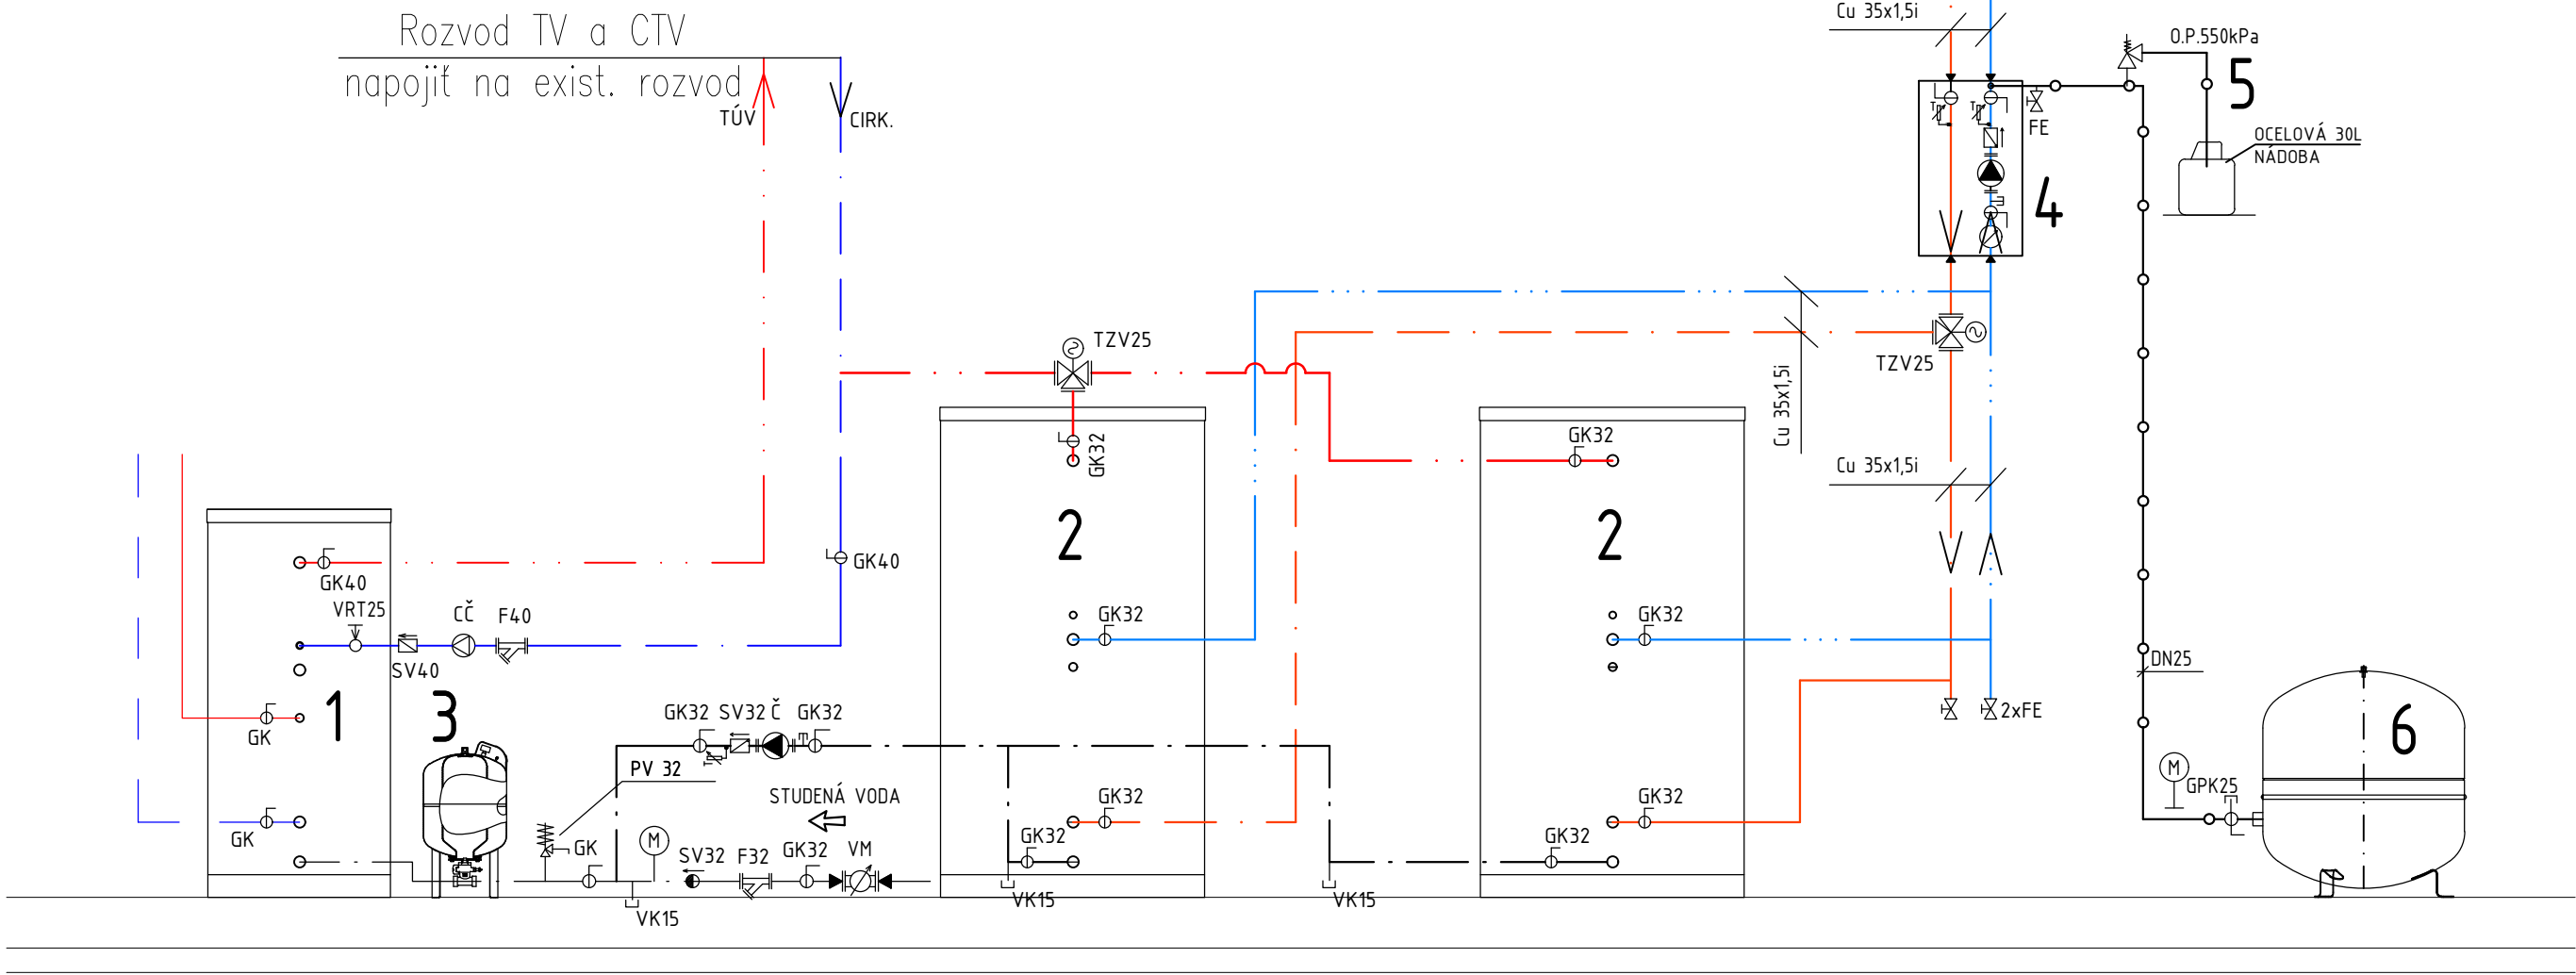 Rozvod TV a CTV
napojiť na exist. rozvod
TÚV
CIRK.
Cu 35x1,5i
O.P.550kPa
5
OCELOVÁ 30L
NÁDOBA
T
T
FE
4
TZV25
TZV25
Cu 35x1,5i
Cu 35x1,5i
GK32
GK32
2
2
GK40
GK40
VRT25
CČ
F40
SV40
GK32
GK32
DN25
1
3
GK
GK32
SV32
Č
GK32
2xFE
6
PV 32
M
GPK25
STUDENÁ VODA
GK32
GK32
GK
GK
M
SV32
F32
GK32
VM
GK32
GK32
VK15
VK15
VK15